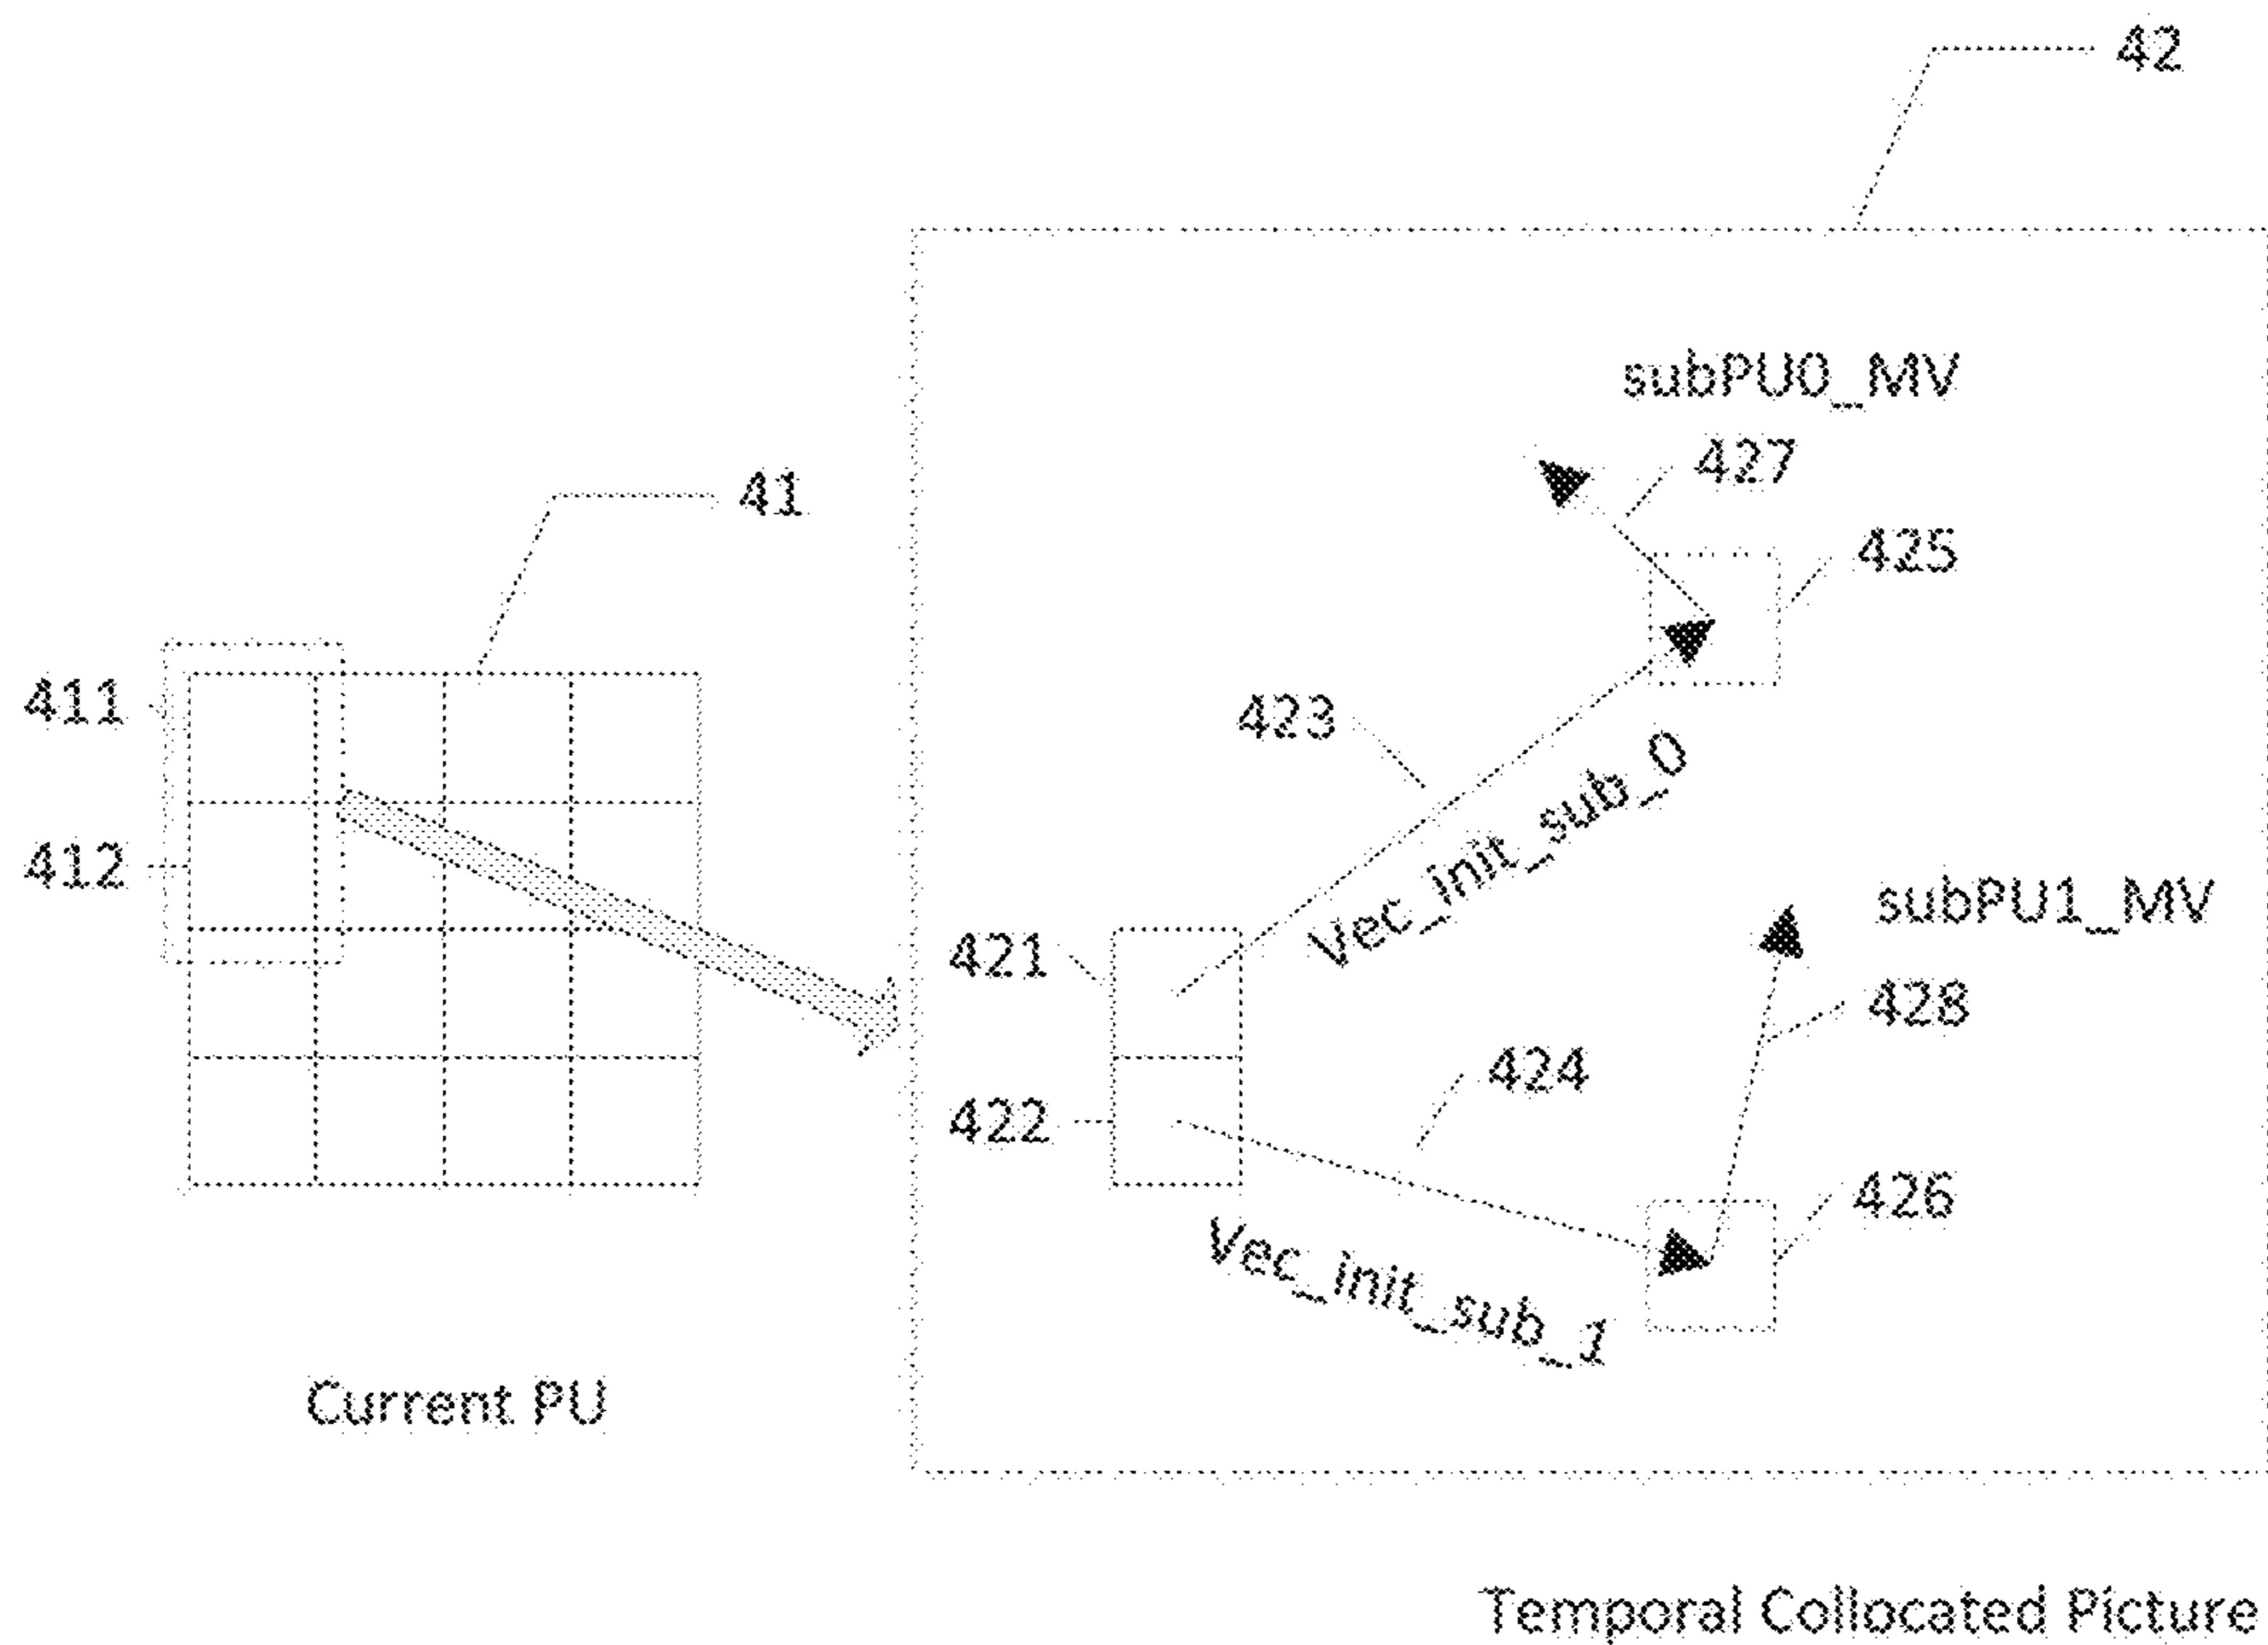 42
subPU0_MV
427
41
425
411
423
Vec_init_sub_0
412
subPU1_MV
421
428
424
422
426
Vec_init_sub_1
Current PU
Temporal Collocated Picture